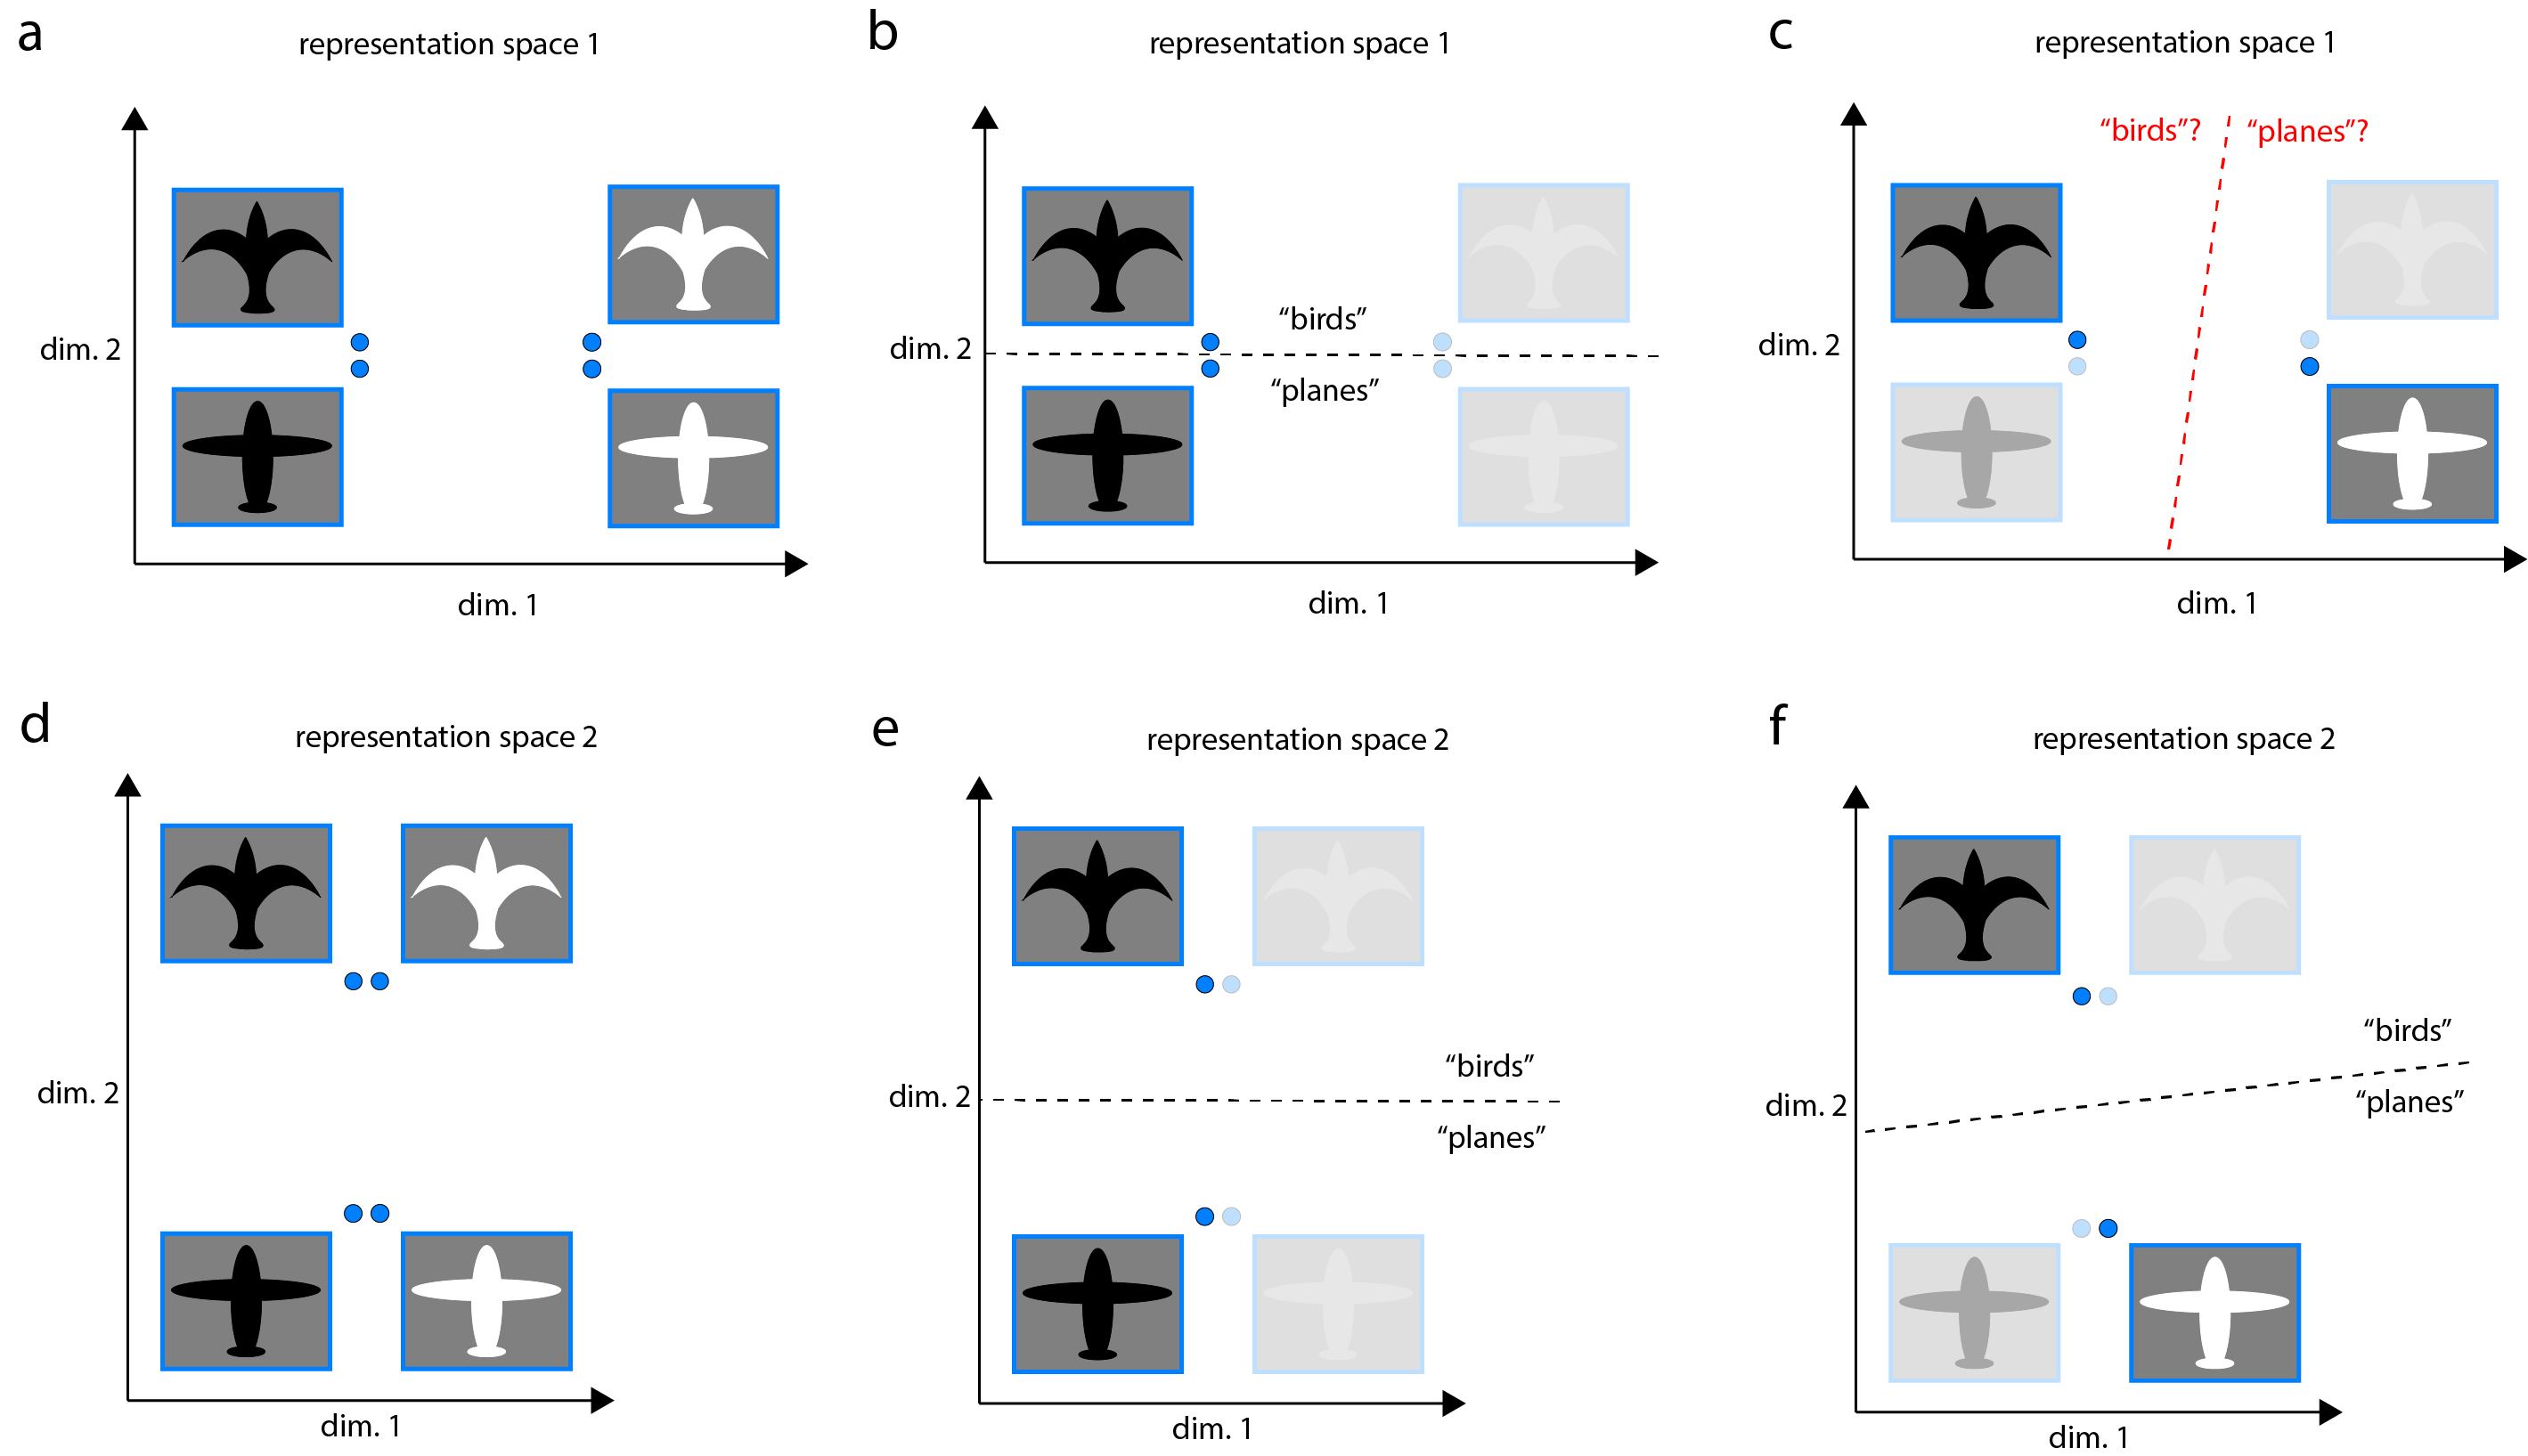 a
representation space 1
dim. 2
dim. 1
b
representation space 1
“birds”
dim. 2
“planes”
dim. 1
c
representation space 1
“birds”? “planes”?
dim. 2
dim. 1
d
representation space 2
dim. 2
dim. 1
e
representation space 2
“birds”
dim. 2
“planes”
dim. 1
f
representation space 2
“birds”
dim. 2
“planes”
dim. 1